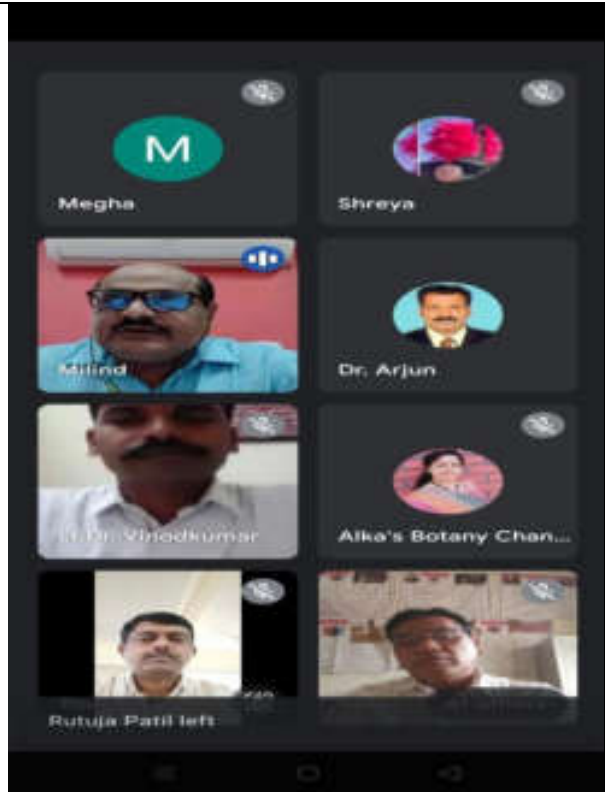 M
Megha
Shreya
Milind
Dr. Arjun
Dr. Vinodkumar
Alka's Botany Chan...
Rutuja Patil left